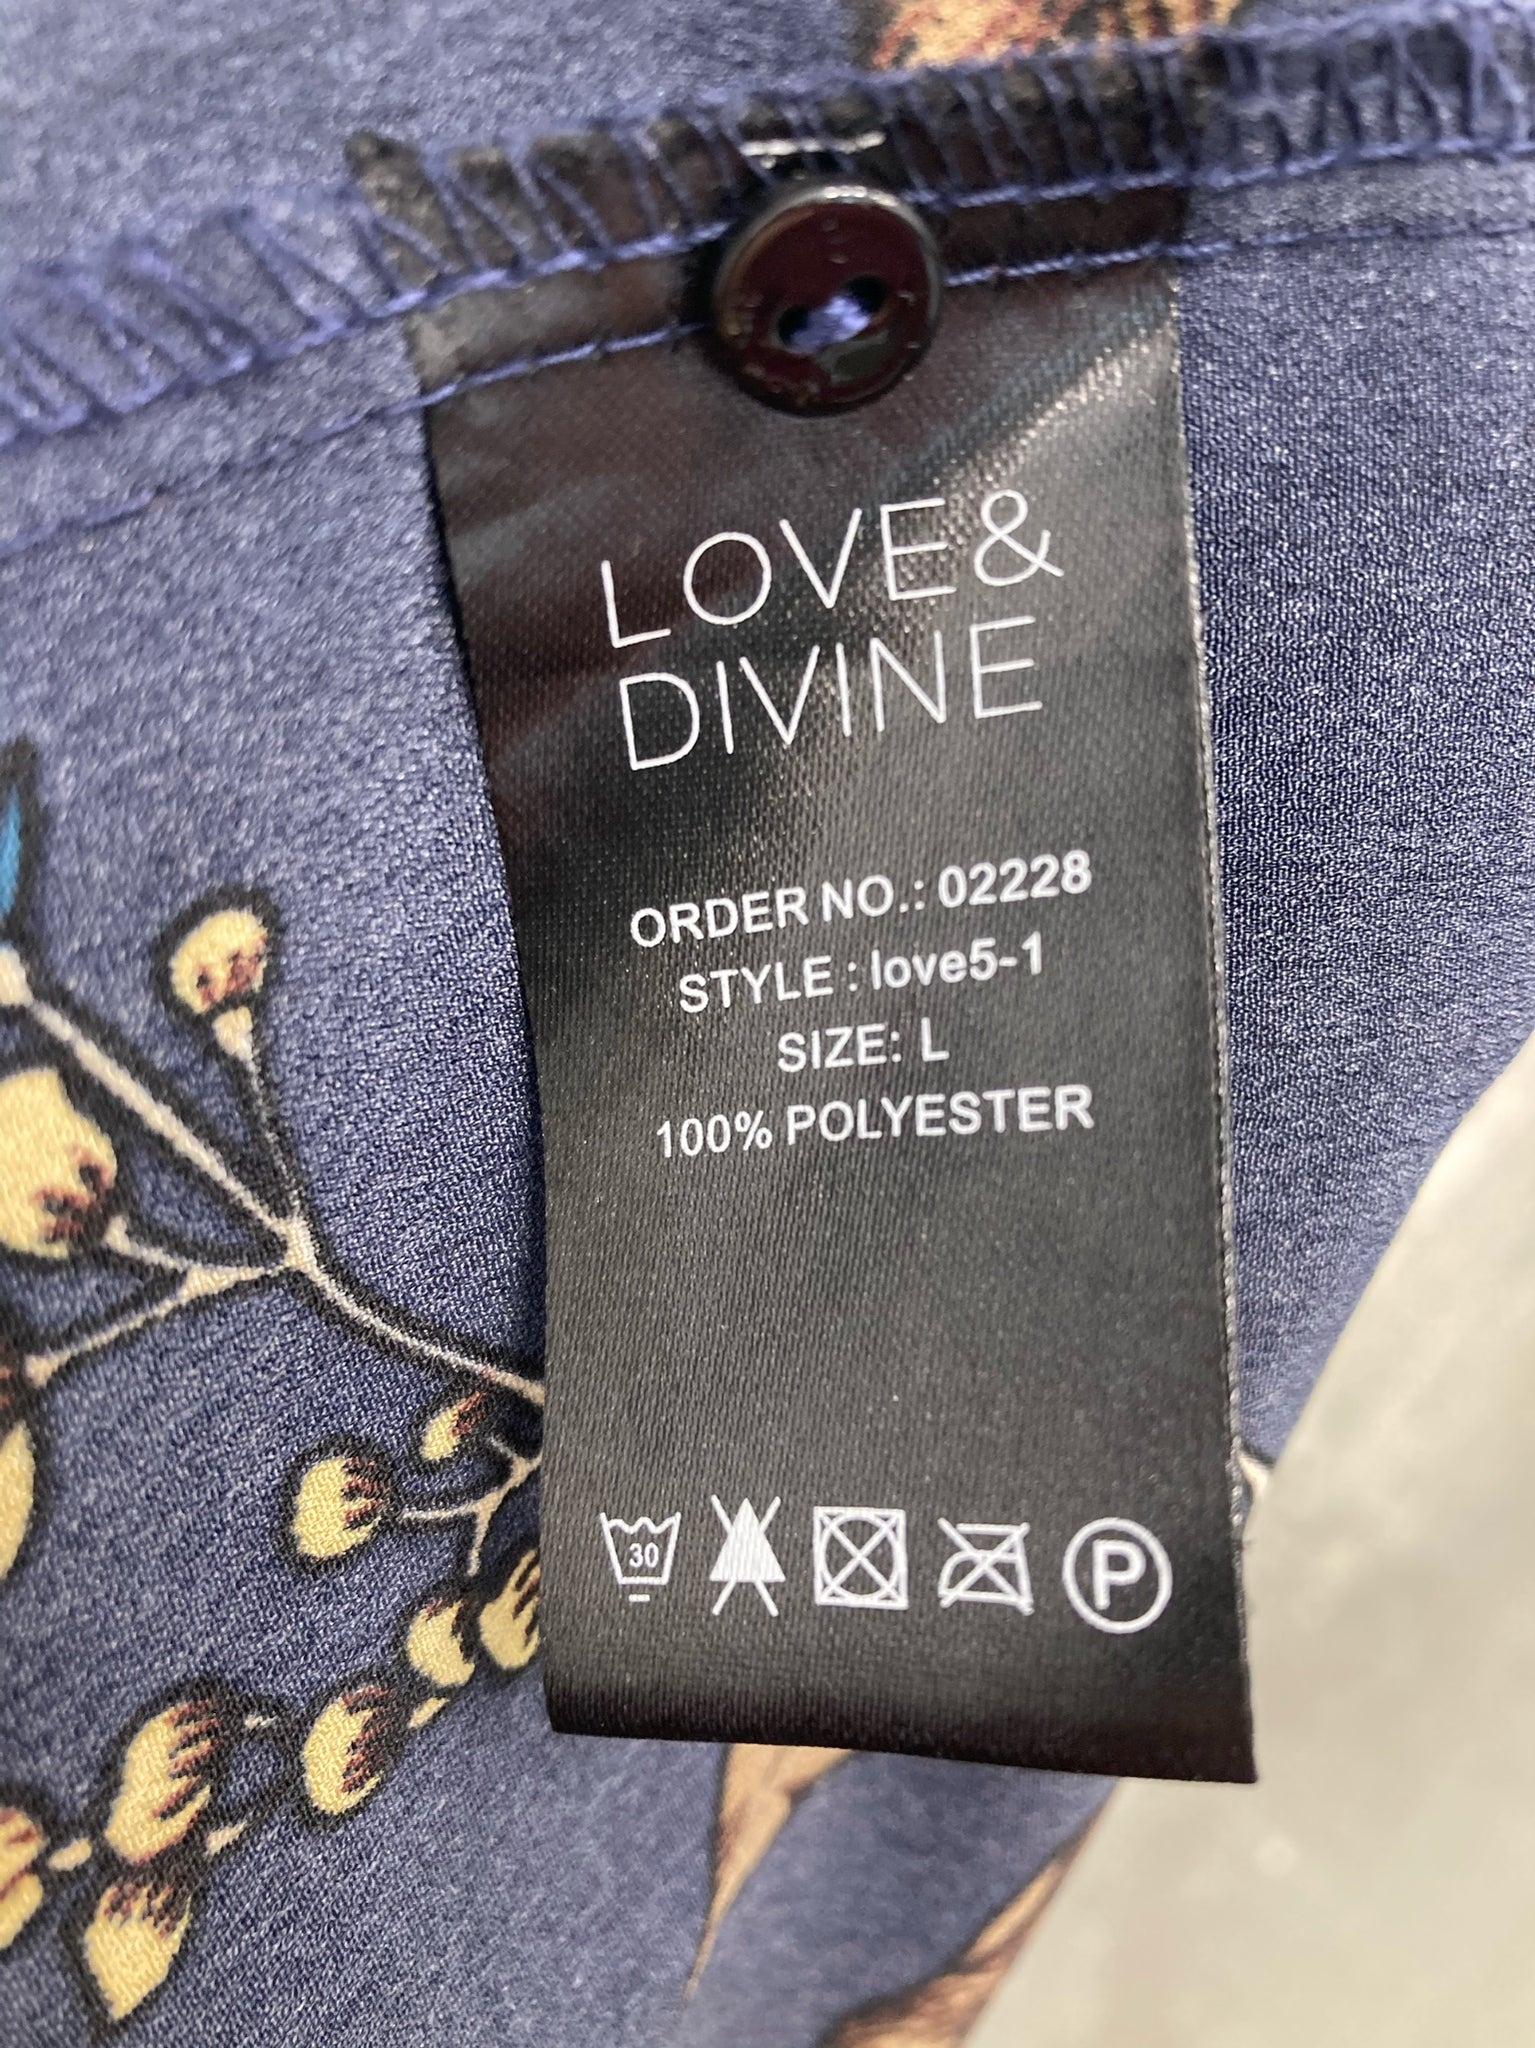 LOVE&
DIVINE
ORDER NO.: 02228
STYLE : love5-1
SIZE: L
100% POLYESTER
30
P